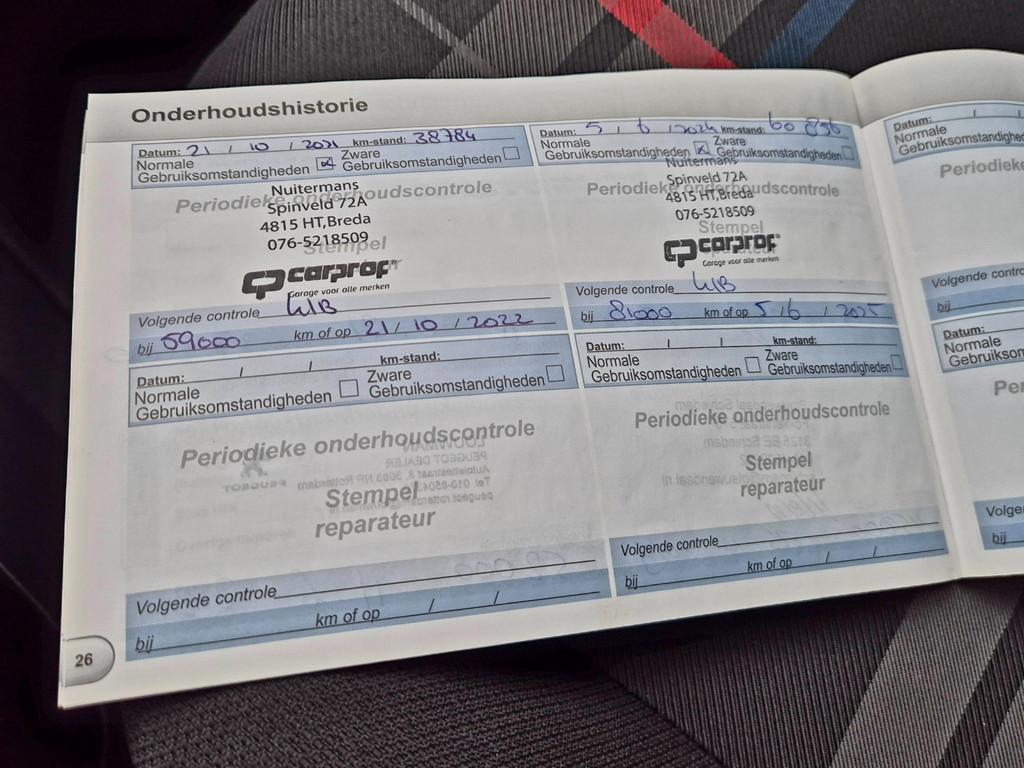 Onderhoudshistorie
Datum: 21 / 10 / 2021 km-stand: 38784
Normale Gebruiksomstandigheden ☒ Zware Gebruiksomstandigheden ☐
Periodieke onderhoudscontrole
Stempel
Nuitermans
Spinveld 72A
4815 HT,Breda
076-5218509
carprof
Garage voor alle merken
Volgende controle
bij 59000 km of op 21 / 10 / 2022
Datum: 5 / 6 / 2024 km-stand: 60 896
Normale Gebruiksomstandigheden ☒ Zware Gebruiksomstandigheden ☐
Periodieke onderhoudscontrole
Stempel
Nuitermans
Spinveld 72A
4815 HT,Breda
076-5218509
carprof
Garage voor alle merken
Volgende controle
bij 81000 km of op 5 / 6 / 2025
Datum: / / km-stand:
Normale Gebruiksomstandigheden ☐ Zware Gebruiksomstandigheden ☐
Periodieke onderhoudscontrole
Stempel
reparateur
Volgende controle
bij km of op / /
Datum: / / km-stand:
Normale Gebruiksomstandigheden ☐ Zware Gebruiksomstandigheden ☐
Periodieke onderhoudscontrole
Stempel
reparateur
Volgende controle
bij km of op / /
26
Datum: /
Normale
Periodieke
Volgende
bij
Datum:
Normale
Volge
bij